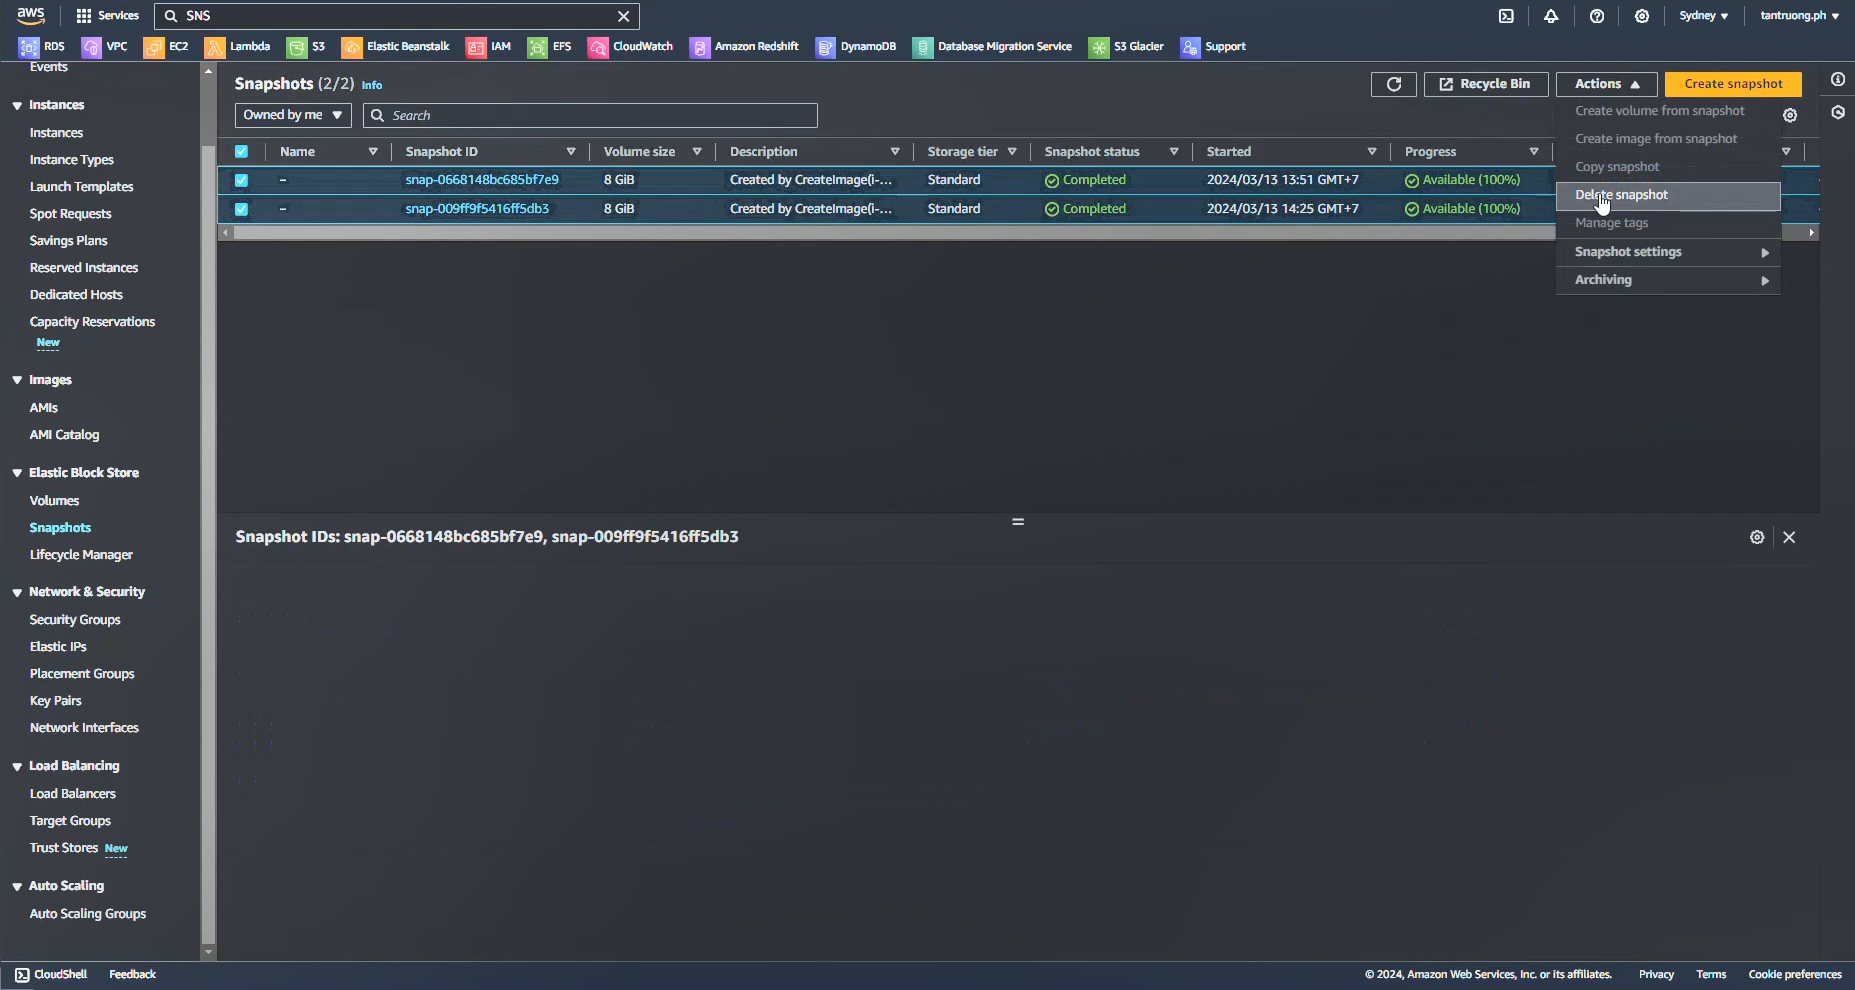 aws
Services
SNS
Sydney
tantruong.ph
RDS
VPC
EC2
Lambda
S3
Elastic Beanstalk
IAM
EFS
CloudWatch
Amazon Redshift
DynamoDB
Database Migration Service
S3 Glacier
Support
Events
Instances
Instances
Instance Types
Launch Templates
Spot Requests
Savings Plans
Reserved Instances
Dedicated Hosts
Capacity Reservations
New
Images
AMIs
AMI Catalog
Elastic Block Store
Volumes
Snapshots
Lifecycle Manager
Network & Security
Security Groups
Elastic IPs
Placement Groups
Key Pairs
Network Interfaces
Load Balancing
Load Balancers
Target Groups
Trust Stores New
Auto Scaling
Auto Scaling Groups
Snapshots (2/2) Info
Recycle Bin
Actions
Create snapshot
Owned by me
Search
Name
Snapshot ID
Volume size
Description
Storage tier
Snapshot status
Started
Progress
– snap-0668148bc685bf7e9 8 GiB Created by CreateImage(i-... Standard Completed 2024/03/13 13:51 GMT+7 Available (100%)
– snap-009ff9f5416ff5db3 8 GiB Created by CreateImage(i-... Standard Completed 2024/03/13 14:25 GMT+7 Available (100%)
Create volume from snapshot
Create image from snapshot
Copy snapshot
Delete snapshot
Manage tags
Snapshot settings
Archiving
Snapshot IDs: snap-0668148bc685bf7e9, snap-009ff9f5416ff5db3
CloudShell
Feedback
© 2024, Amazon Web Services, Inc. or its affiliates.
Privacy
Terms
Cookie preferences